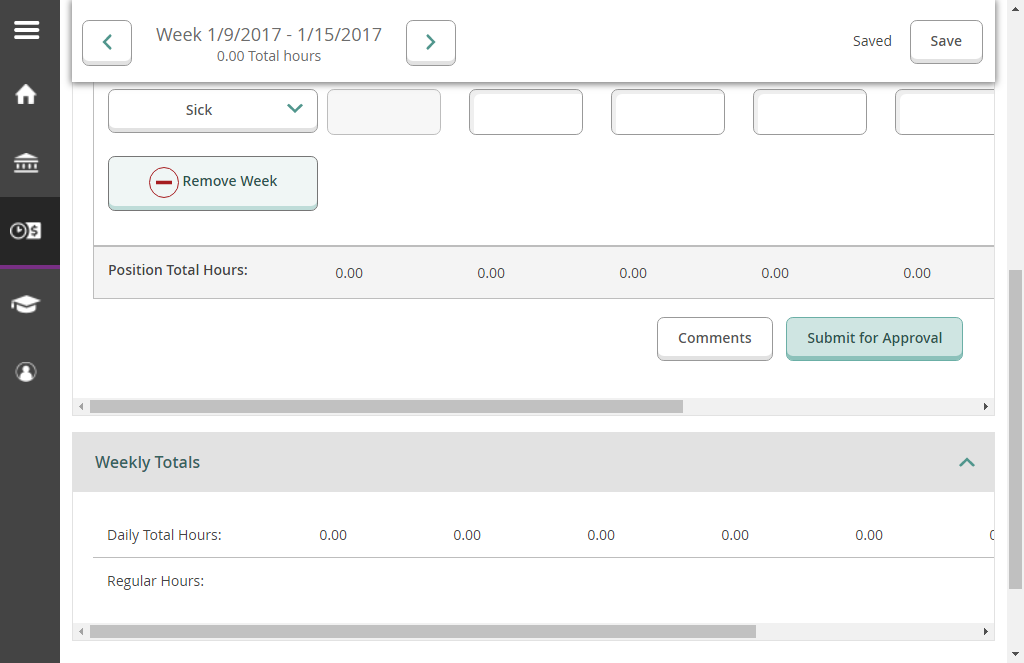 Week 1/9/2017 - 1/15/2017
0.00 Total hours
Saved
Save
Sick
Remove Week
Position Total Hours: 0.00 0.00 0.00 0.00 0.00
Comments
Submit for Approval
Weekly Totals
Daily Total Hours: 0.00 0.00 0.00 0.00 0.00
Regular Hours: